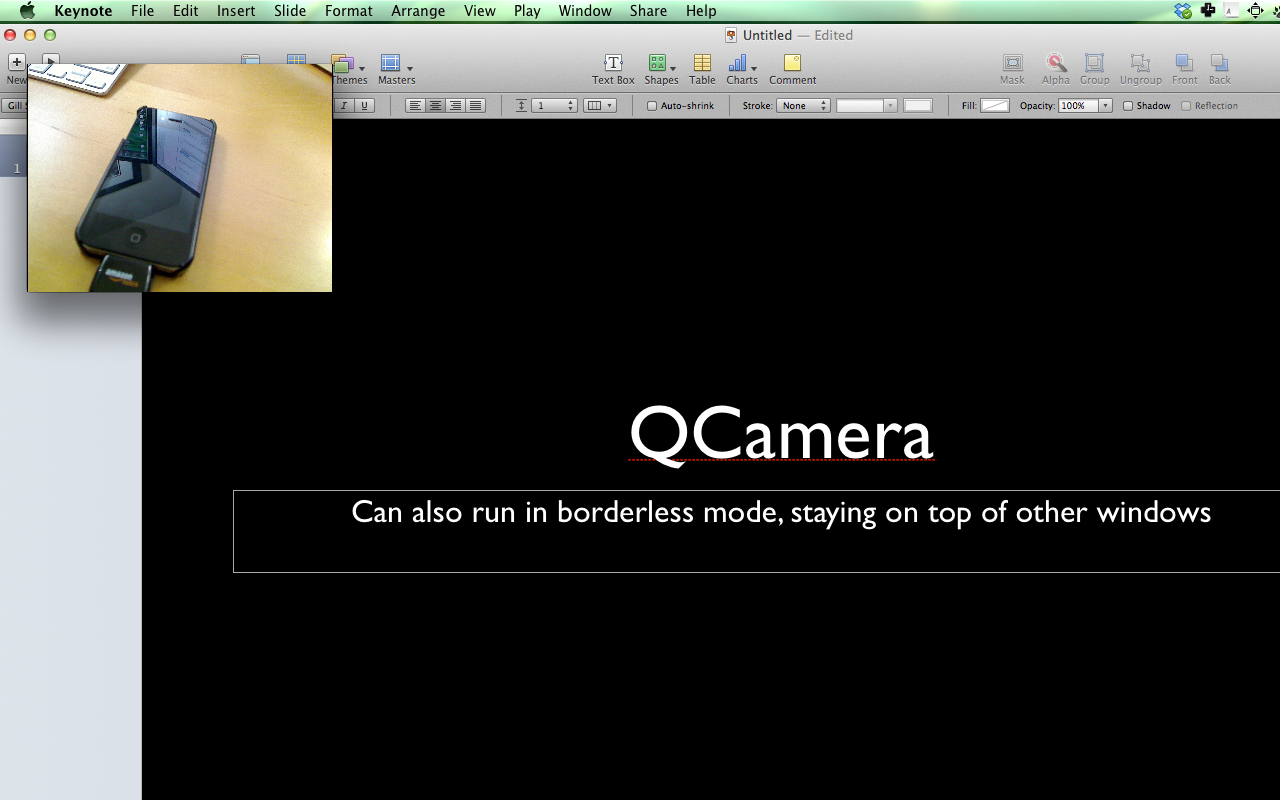 Keynote File Edit Insert Slide Format Arrange View Play Window Share Help
Untitled — Edited
New Themes Masters Text Box Shapes Table Charts Comment Mask Alpha Group Ungroup Front Back
Gill I U 1 Auto-shrink Stroke: None Fill: Opacity: 100% Shadow Reflection
1
amazon
QCamera
Can also run in borderless mode, staying on top of other windows